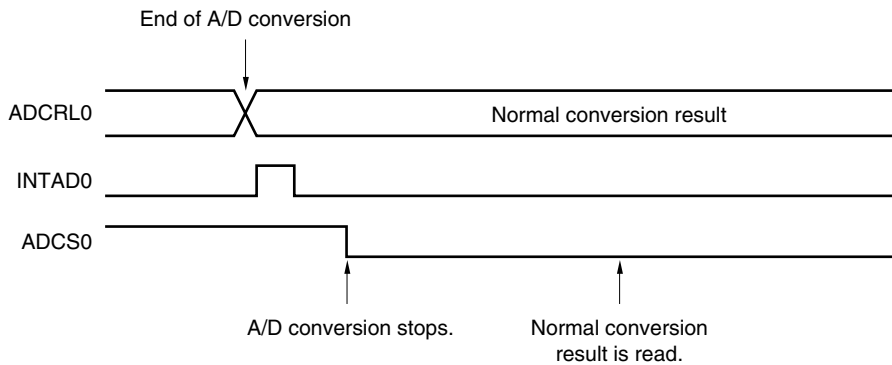 End of A/D conversion
ADCRL0
Normal conversion result
INTAD0
ADCS0
A/D conversion stops.
Normal conversion
result is read.